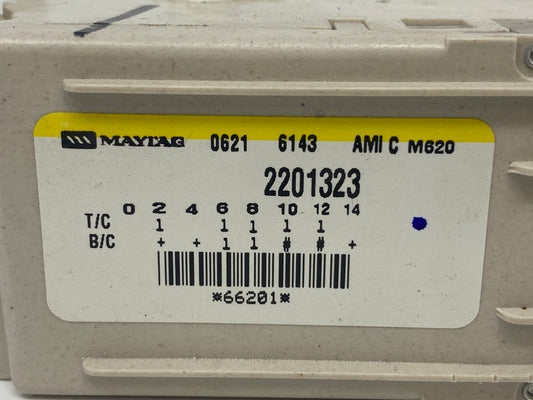 MAYTAG 0621 6143 AMI C M620
2201323
0 2 4 6 8 10 12 14
T/C 1 1 1 1 1
B/C + + 1 1 # # +
*66201*